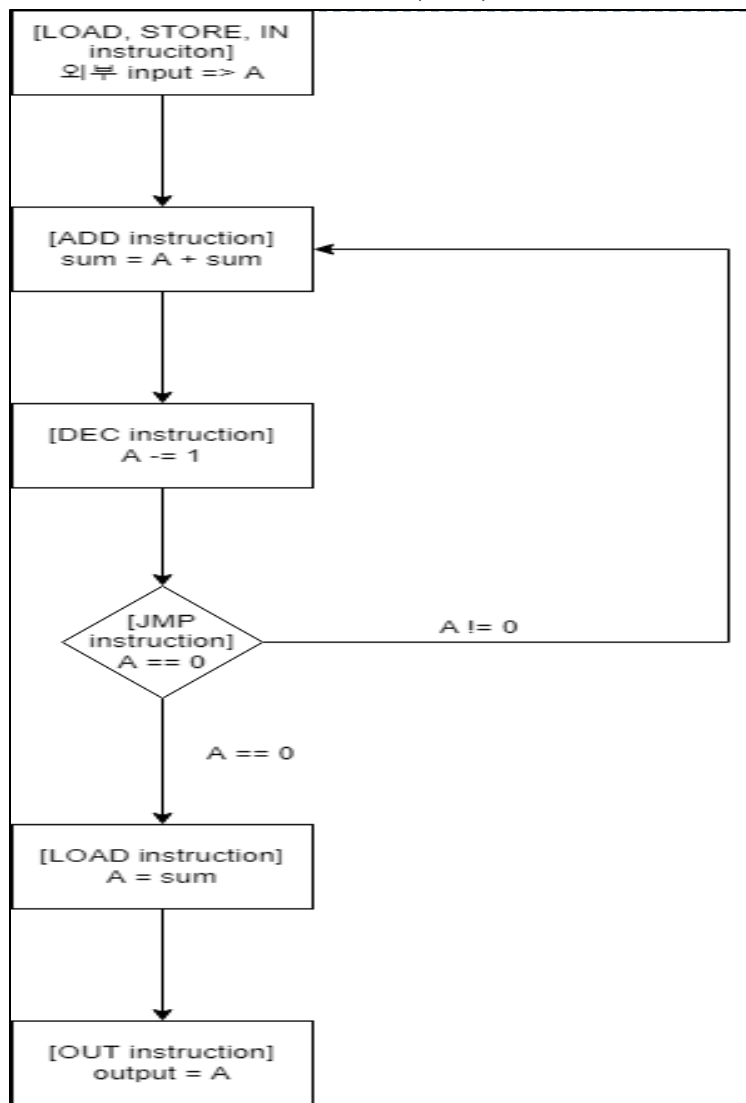 [LOAD, STORE, IN
instruciton]
외부 input => A
[ADD instruction]
sum = A + sum
[DEC instruction]
A -= 1
[JMP
instruction]
A == 0
A != 0
A == 0
[LOAD instruction]
A = sum
[OUT instruction]
output = A